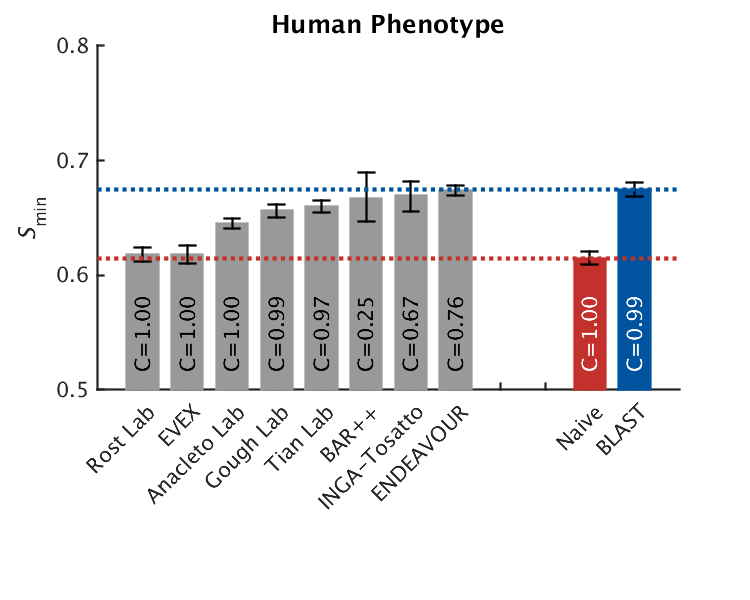 Human Phenotype
0.8
0.7
0.6
0.5
Smin
C=1.00
C=1.00
C=1.00
C=0.99
C=0.97
C=0.25
C=0.67
C=0.76
C=1.00
C=0.99
Rost Lab
EVEX
Anacleto Lab
Gough Lab
Tian Lab
BAR++
INGA-Tosatto
ENDEAVOUR
Naive
BLAST